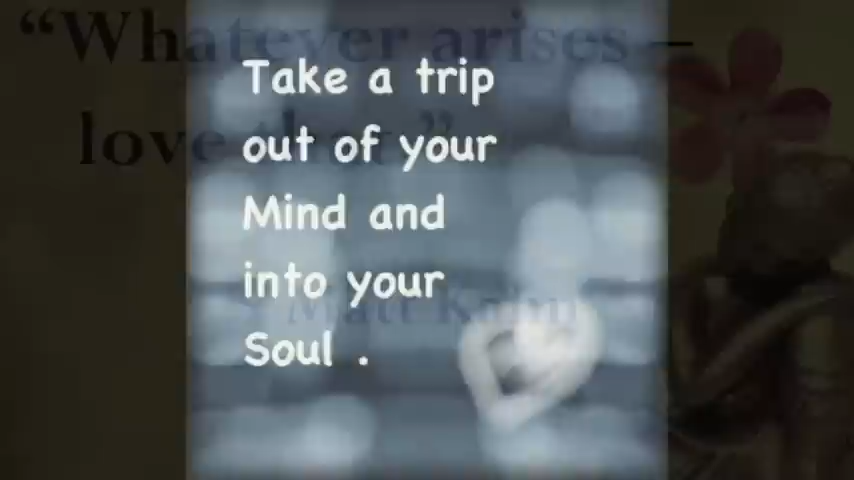 “Whatever arises –
love that.”
- Matt Kahn
Take a trip
out of your
Mind and
into your
Soul .